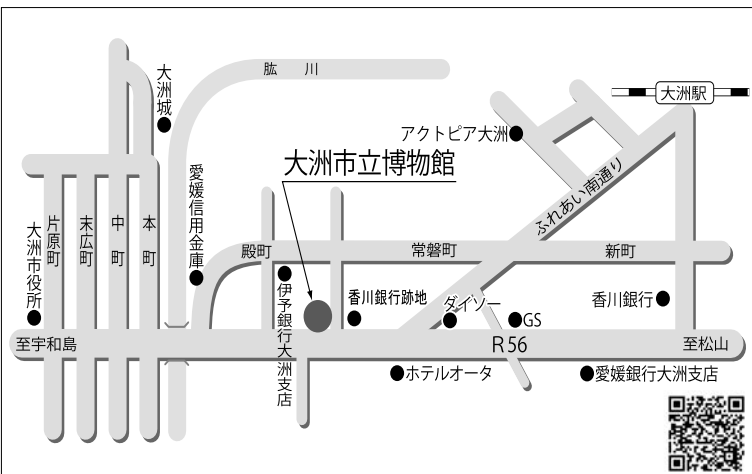 肱川
大洲城
大洲駅
アクトピア大洲
大洲市立博物館
ふれあい南通り
愛媛信用金庫
大洲市役所
片原町
末広町
中町
本町
殿町
常磐町
新町
伊予銀行大洲支店
香川銀行跡地
ダイソー
GS
香川銀行
至宇和島
R56
至松山
ホテルオータ
愛媛銀行大洲支店